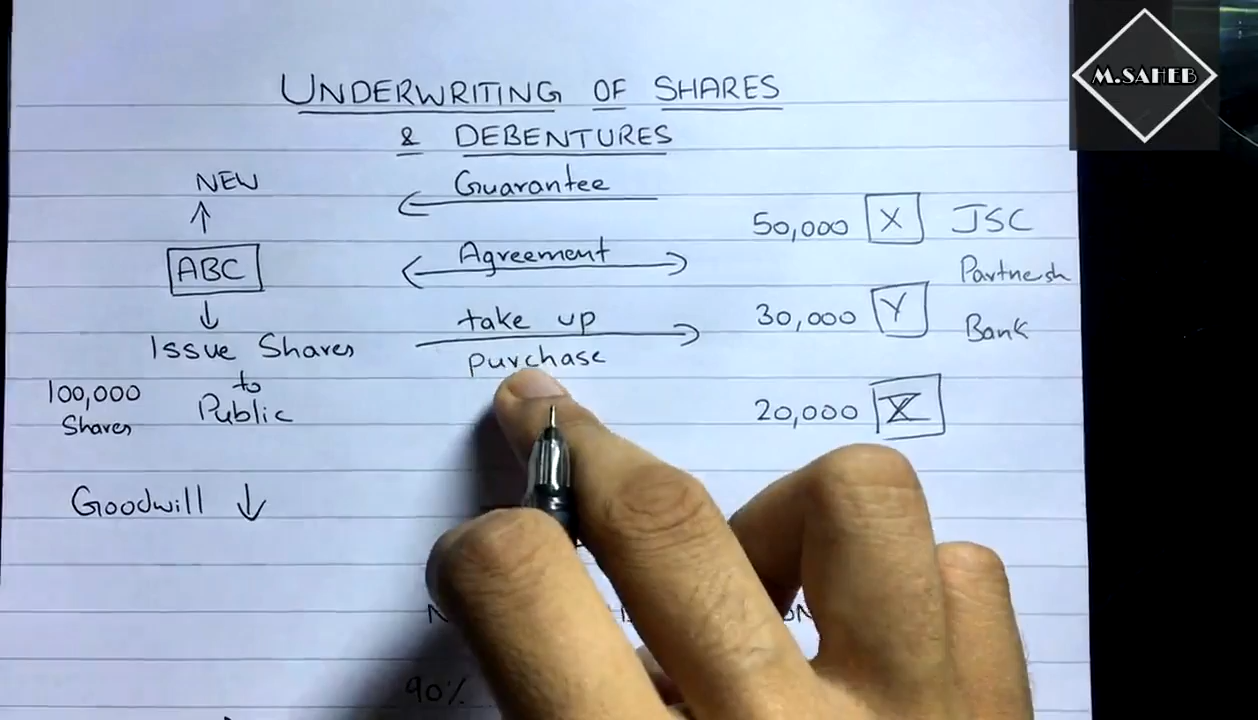 UNDERWRITING OF SHARES
& DEBENTURES
M.SAHEB
NEW
Guarantee
50,000 X JSC
ABC
Agreement
Partnesh
take up
30,000 Y Bank
Issue Shares
purchase
to
100,000
Shares
Public
20,000
Goodwill
90%